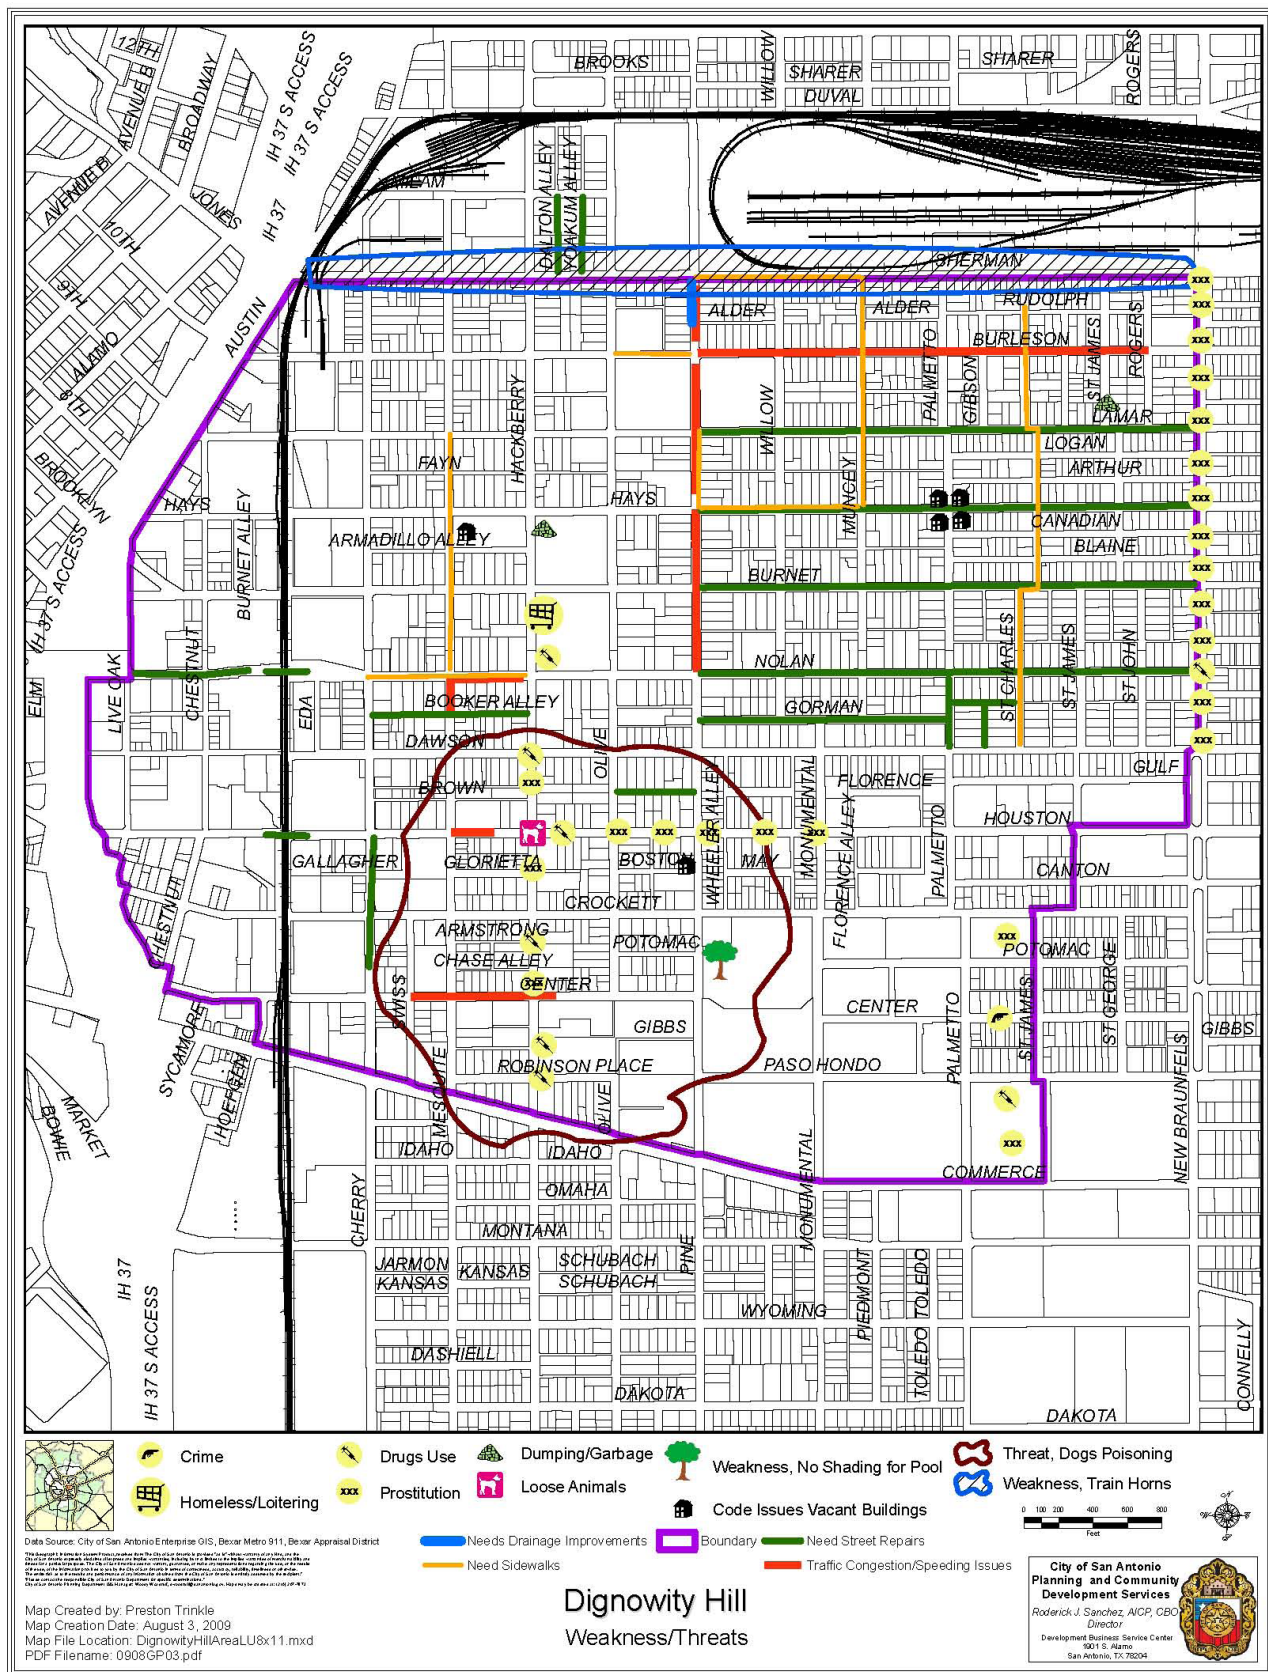 12TH
AVENUE B
BROADWAY
IH 37 S ACCESS
IH 37 S ACCESS
BROOKS
WILLOW
SHARER
DUVAL
SHARER
ROGERS
AVENUE B
10TH
JONES
IH 37
DALTON ALLEY
YOAKUM ALLEY
SHERMAN
9TH
AUSTIN
ALDER
ALDER
RUDOLPH
BURLESON
ALAMO
8TH
HACKBERRY
WILLOW
PALMETTO
GIBSON
ST JAMES
ROGERS
LAMAR
LOGAN
ARTHUR
BROOKLYN
FAYN
HAYS
HAYS
MUNCEY
BURNET ALLEY
ARMADILLO ALLEY
CANADIAN
BLAINE
IH 37 S ACCESS
BURNET
ELM
LIVE OAK
CHESTNUT
EDA
NOLAN
ST CHARLES
ST JAMES
ST JOHN
BOOKER ALLEY
GORMAN
DAWSON
OLIVE
BROWN
WHEELER ALLEY
MONUMENTAL
FLORENCE
GULF
HOUSTON
GALLAGHER
GLORIETTA
BOSTON
MAY
FLORENCE ALLEY
PALMETTO
CANTON
CROCKETT
CHESTNUT
ARMSTRONG
CHASE ALLEY
POTOMAC
POTOMAC
ST GEORGE
SWISS
CENTER
CENTER
PALMETTO
ST JAMES
SYCAMORE
GIBBS
GIBBS
HOEFGEN
ROBINSON PLACE
PASO HONDO
MARKET
BOWIE
MESQUITE
OLIVE
NEW BRAUNFELS
IDAHO
IDAHO
COMMERCE
OMAHA
CHERRY
MONTANA
MONUMENTAL
IH 37
IH 37 S ACCESS
JARMON
KANSAS
KANSAS
SCHUBACH
SCHUBACH
PINE
WYOMING
PIEDMONT
TOLEDO
TOLEDO
DASHIELL
DAKOTA
DAKOTA
CONNELLY
Crime
Drugs Use
Dumping/Garbage
Weakness, No Shading for Pool
Threat, Dogs Poisoning
Homeless/Loitering
xxx Prostitution
Loose Animals
Code Issues Vacant Buildings
Weakness, Train Horns
0 100 200 400 600 800
Feet
Data Source: City of San Antonio Enterprise GIS, Bexar Metro 911, Bexar Appraisal District
Needs Drainage Improvements
Boundary
Need Street Repairs
Need Sidewalks
Traffic Congestion/Speeding Issues
Map Created by: Preston Trinkle
Map Creation Date: August 3, 2009
Map File Location: DignowityHillAreaLU8x11.mxd
PDF Filename: 0908GP03.pdf
Dignowity Hill
Weakness/Threats
City of San Antonio
Planning and Community
Development Services
Roderick J. Sanchez, AICP, CBO
Director
Development Business Service Center
1901 S. Alamo
San Antonio, TX 78204